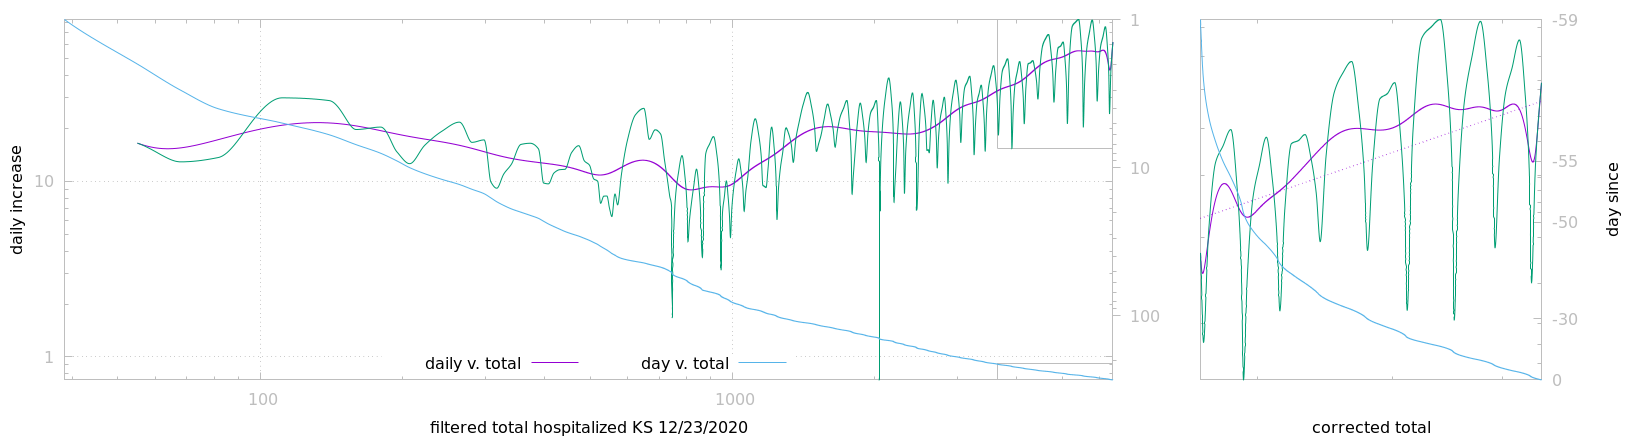 1
-59
10
-55
-50
100
-30
1
0
10
100
1000
daily increase
day since
daily v. total
day v. total
filtered total hospitalized KS 12/23/2020
corrected total